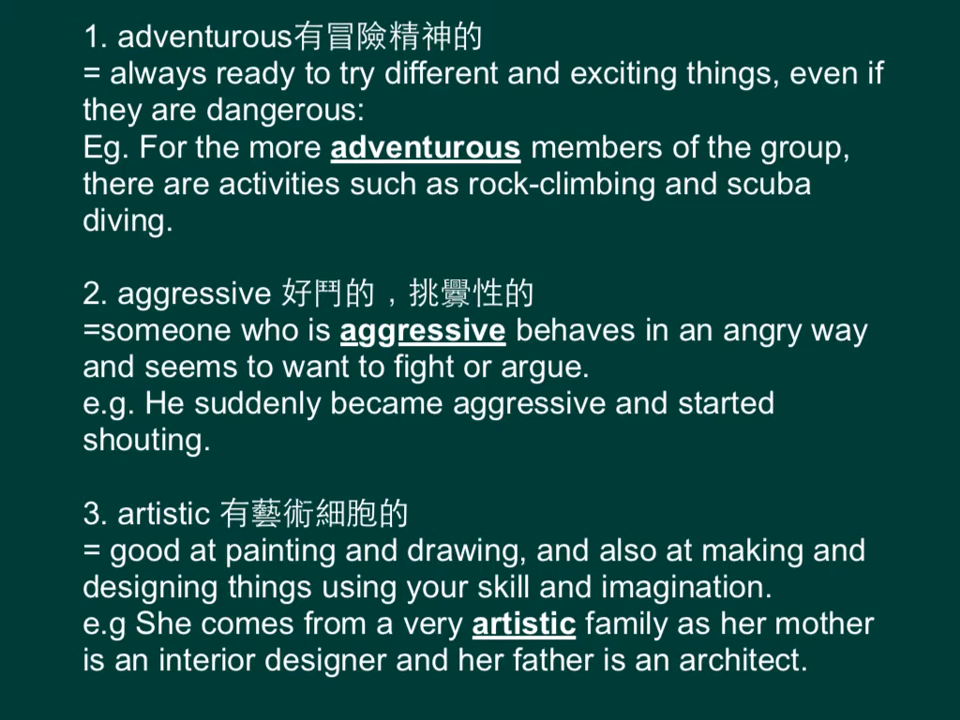 1. adventurous有冒險精神的
= always ready to try different and exciting things, even if
they are dangerous:
Eg. For the more adventurous members of the group,
there are activities such as rock-climbing and scuba
diving.
2. aggressive 好鬥的，挑釁性的
=someone who is aggressive behaves in an angry way
and seems to want to fight or argue.
e.g. He suddenly became aggressive and started
shouting.
3. artistic 有藝術細胞的
= good at painting and drawing, and also at making and
designing things using your skill and imagination.
e.g She comes from a very artistic family as her mother
is an interior designer and her father is an architect.